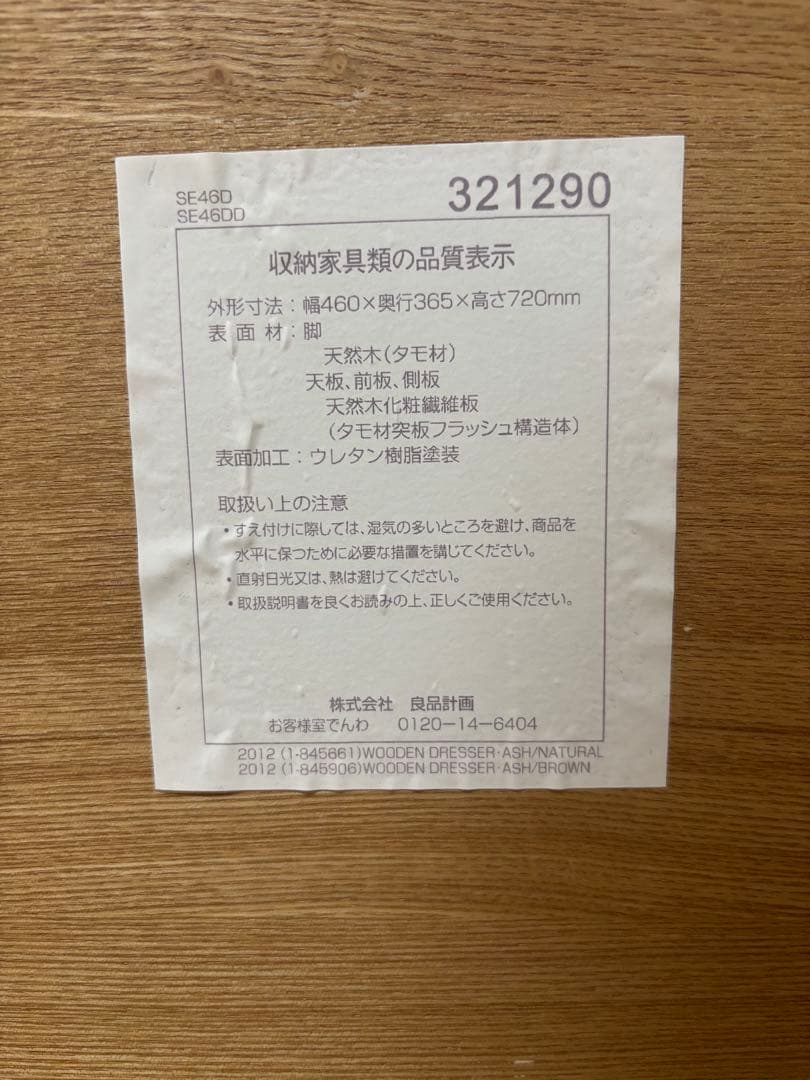 SE46D
SE46DD
321290
収納家具類の品質表示
外形寸法：幅460×奥行365×高さ720mm
表面材：脚
天然木（タモ材）
天板、前板、側板
天然木化粧繊維板
（タモ材突板フラッシュ構造体）
表面加工：ウレタン樹脂塗装
取扱い上の注意
・すえ付けに際しては、湿気の多いところを避け、商品を
水平に保つために必要な措置を講じてください。
・直射日光又は、熱は避けてください。
・取扱説明書を良くお読みの上、正しくご使用ください。
株式会社 良品計画
お客様室でんわ 0120−14−6404
2012 (1-845661)WOODEN DRESSER･ASH/NATURAL
2012 (1-845906)WOODEN DRESSER･ASH/BROWN